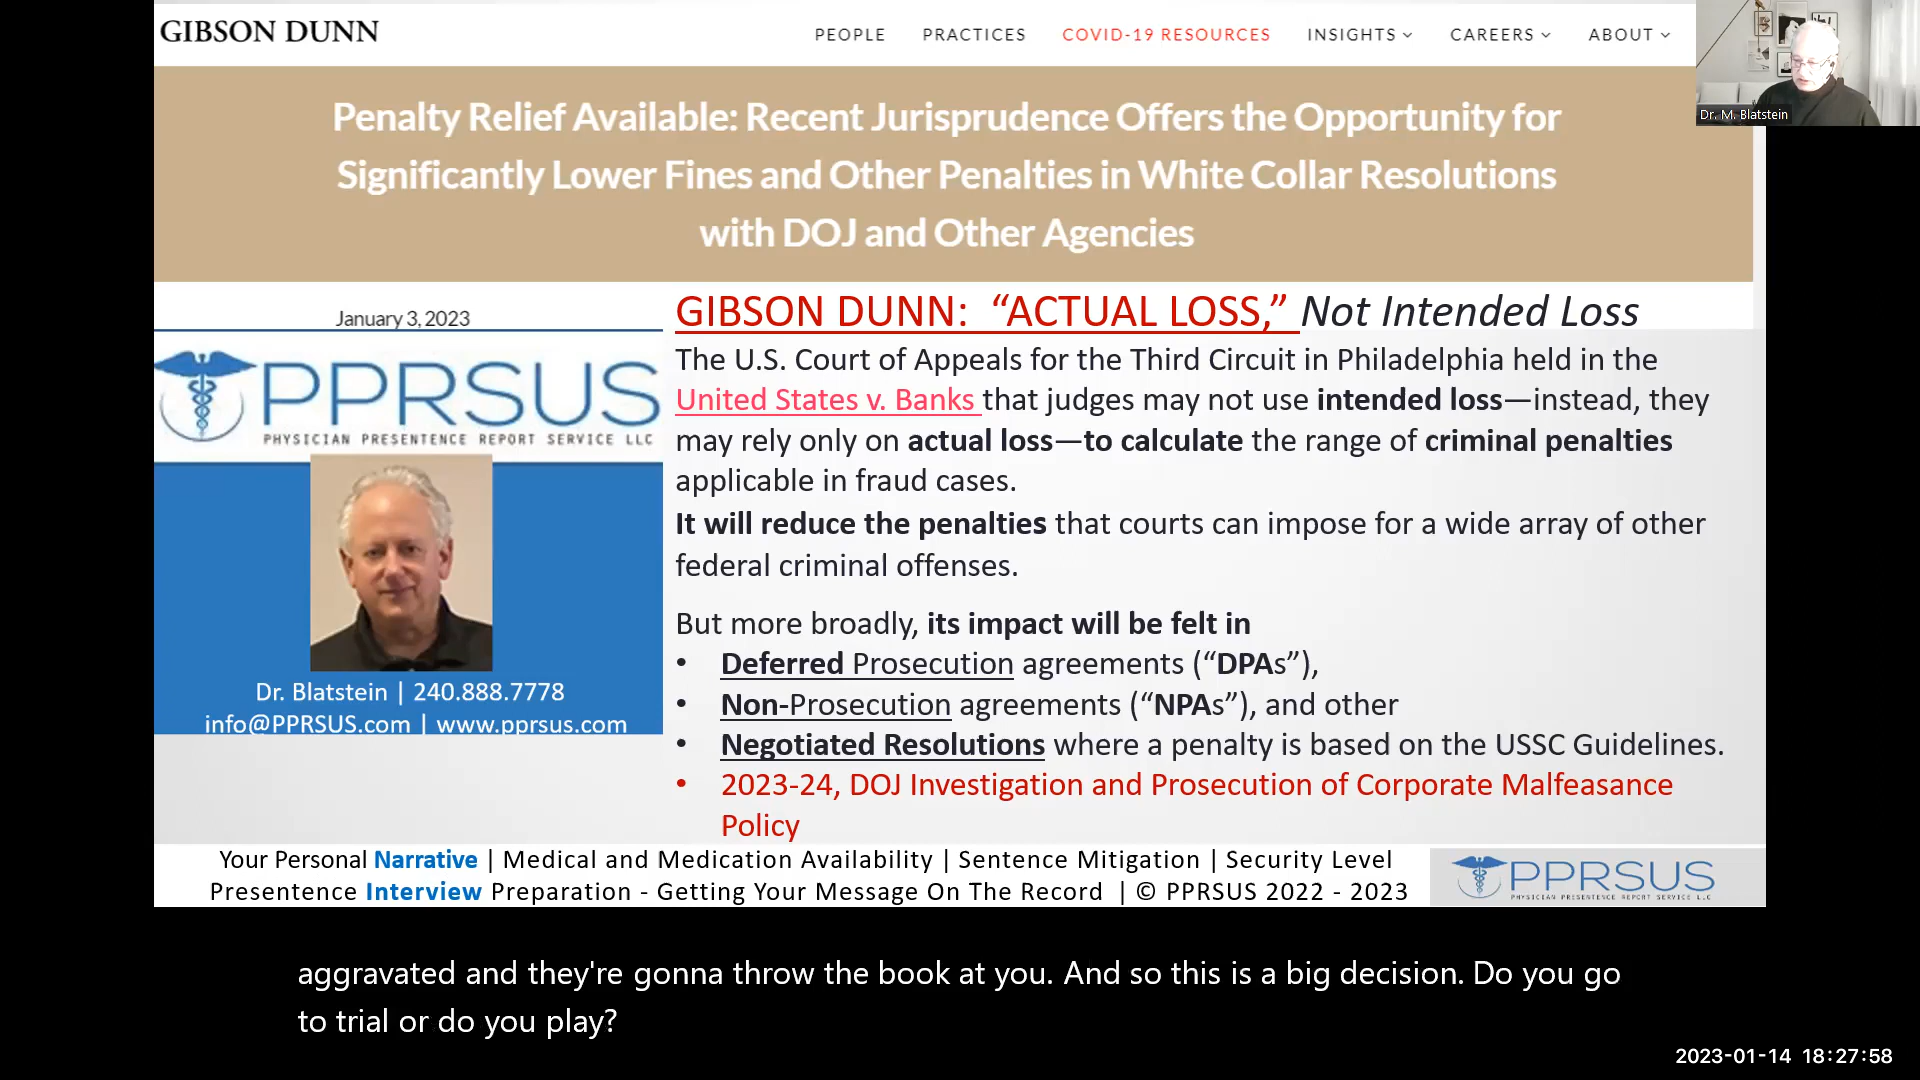 GIBSON DUNN
PEOPLE PRACTICES COVID-19 RESOURCES INSIGHTS CAREERS ABOUT
Dr. M. Blatstein
Penalty Relief Available: Recent Jurisprudence Offers the Opportunity for
Significantly Lower Fines and Other Penalties in White Collar Resolutions
with DOJ and Other Agencies
January 3, 2023
PPRSUS
PHYSICIAN PRESENTENCE REPORT SERVICE LLC
Dr. Blatstein | 240.888.7778
info@PPRSUS.com | www.pprsus.com
GIBSON DUNN: “ACTUAL LOSS,” Not Intended Loss
The U.S. Court of Appeals for the Third Circuit in Philadelphia held in the
United States v. Banks that judges may not use intended loss—instead, they
may rely only on actual loss—to calculate the range of criminal penalties
applicable in fraud cases.
It will reduce the penalties that courts can impose for a wide array of other
federal criminal offenses.
But more broadly, its impact will be felt in
• Deferred Prosecution agreements (“DPAs”),
• Non-Prosecution agreements (“NPAs”), and other
• Negotiated Resolutions where a penalty is based on the USSC Guidelines.
• 2023-24, DOJ Investigation and Prosecution of Corporate Malfeasance
Policy
Your Personal Narrative | Medical and Medication Availability | Sentence Mitigation | Security Level
Presentence Interview Preparation - Getting Your Message On The Record | © PPRSUS 2022 - 2023
PPRSUS
PHYSICIAN PRESENTENCE REPORT SERVICE LLC
aggravated and they're gonna throw the book at you. And so this is a big decision. Do you go
to trial or do you play?
2023-01-14 18:27:58